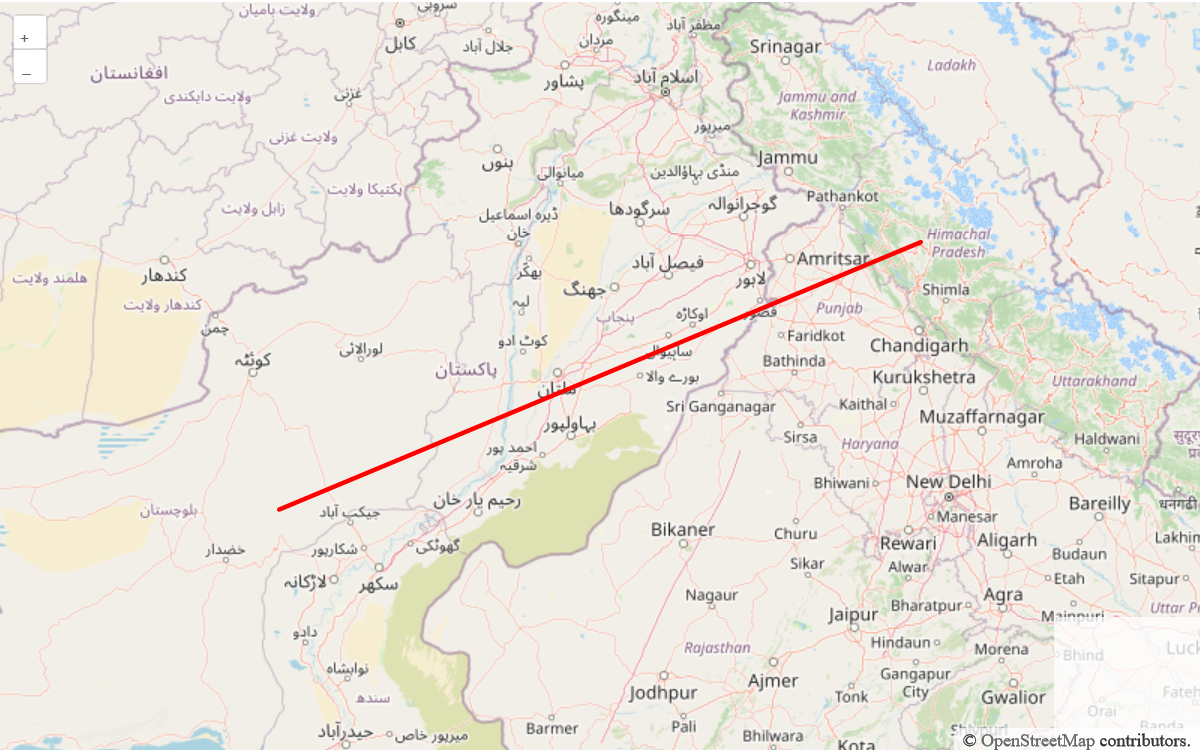 ولایت بامیان
سروبی
مینگورہ
مظفر آباد
کابل
جلال آباد
مردان
Srinagar
Ladakh
+
–
افغانستان
پشاور
اسلام آباد
ولایت دایکندی
غزنی
Jammu and
Kashmir
میرپور
ولایت غزنی
بنوں
Jammu
میانوالی
منڈی بہاؤالدین
پکتیکا ولایت
Pathankot
زابل ولایت
ڈیرہ اسماعیل
خان
سرگودھا
گوجرانوالہ
Himachal
Pradesh
هلمند ولایت
کندهار
بھکّر
فیصل آباد
لاہور
Amritsar
جھنگ
Shimla
کندهار ولایت
لیہ
پنجاب
اوکاڑہ
قصور
Punjab
چمن
کوٹ ادو
Faridkot
کوئٹہ
لورالائی
ساہیوال
Chandigarh
Bathinda
پاکستان
ملتان
بورے والا
Kurukshetra
Uttarakhand
Sri Ganganagar
Kaithal
Muzaffarnagar
بہاولپور
Sirsa
Haryana
Haldwani
احمد پور
شرقیہ
Amroha
Bhiwani
New Delhi
بلوچستان
جیکب آباد
رحیم یار خان
Manesar
Bareilly
धनगढी
Bikaner
Churu
Rewari
Aligarh
Lakhim
خضدار
شکارپور
گھوٹکی
Budaun
لاڑکانہ
سکھر
Sikar
Alwar
Etah
Sitapur
Nagaur
Agra
Jaipur
Bharatpur
Mainpuri
Uttar Pr
دادو
Rajasthan
Hindaun
Morena
Bhind
Luck
نوابشاہ
Ajmer
Gangapur
City
سندھ
Jodhpur
Tonk
Gwalior
Fateh
Orai
حیدرآباد
میرپور خاص
Barmer
Pali
Bhilwara
Kota
Shivpuri
Banda
© OpenStreetMap contributors.